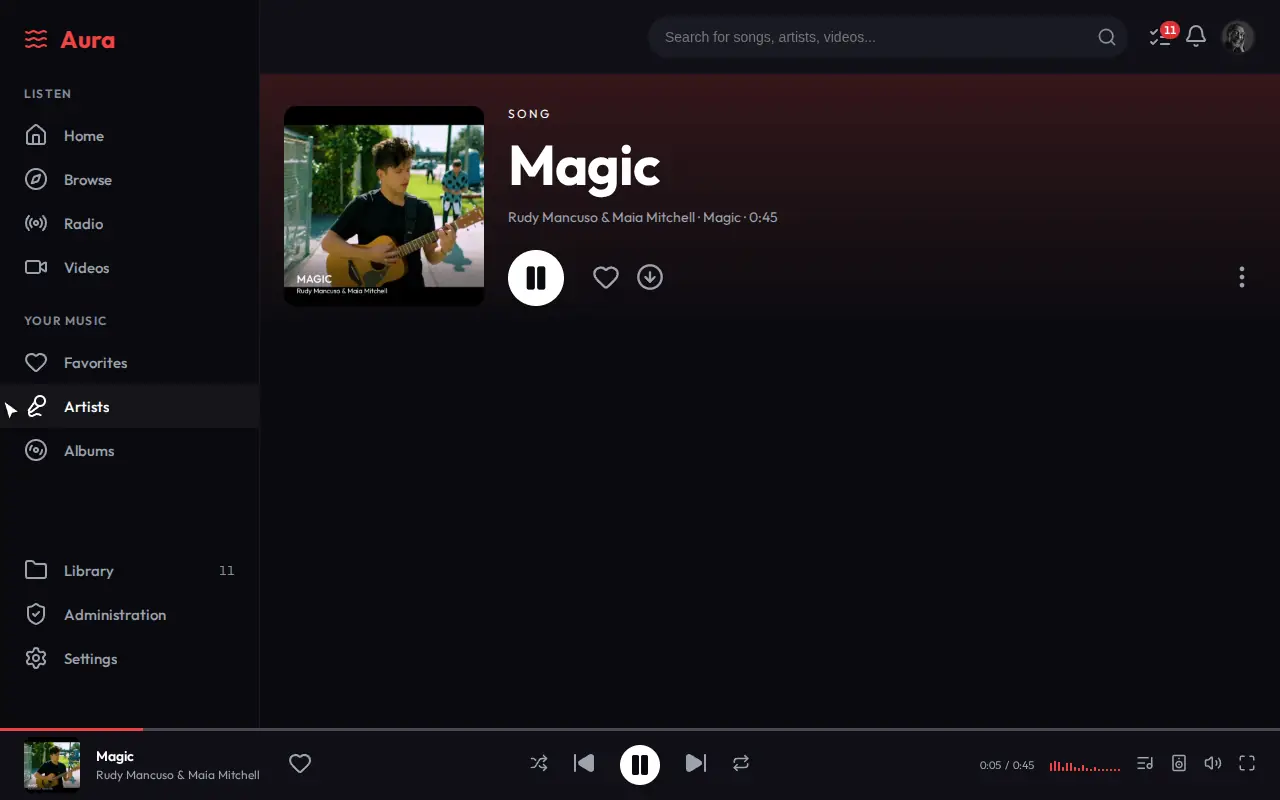 Aura
Search for songs, artists, videos...
11
LISTEN
Home
Browse
Radio
Videos
YOUR MUSIC
Favorites
Artists
Albums
Library 11
Administration
Settings
MAGIC
Rudy Mancuso & Maia Mitchell
SONG
Magic
Rudy Mancuso & Maia Mitchell · Magic · 0:45
Magic
Rudy Mancuso & Maia Mitchell
0:05 / 0:45